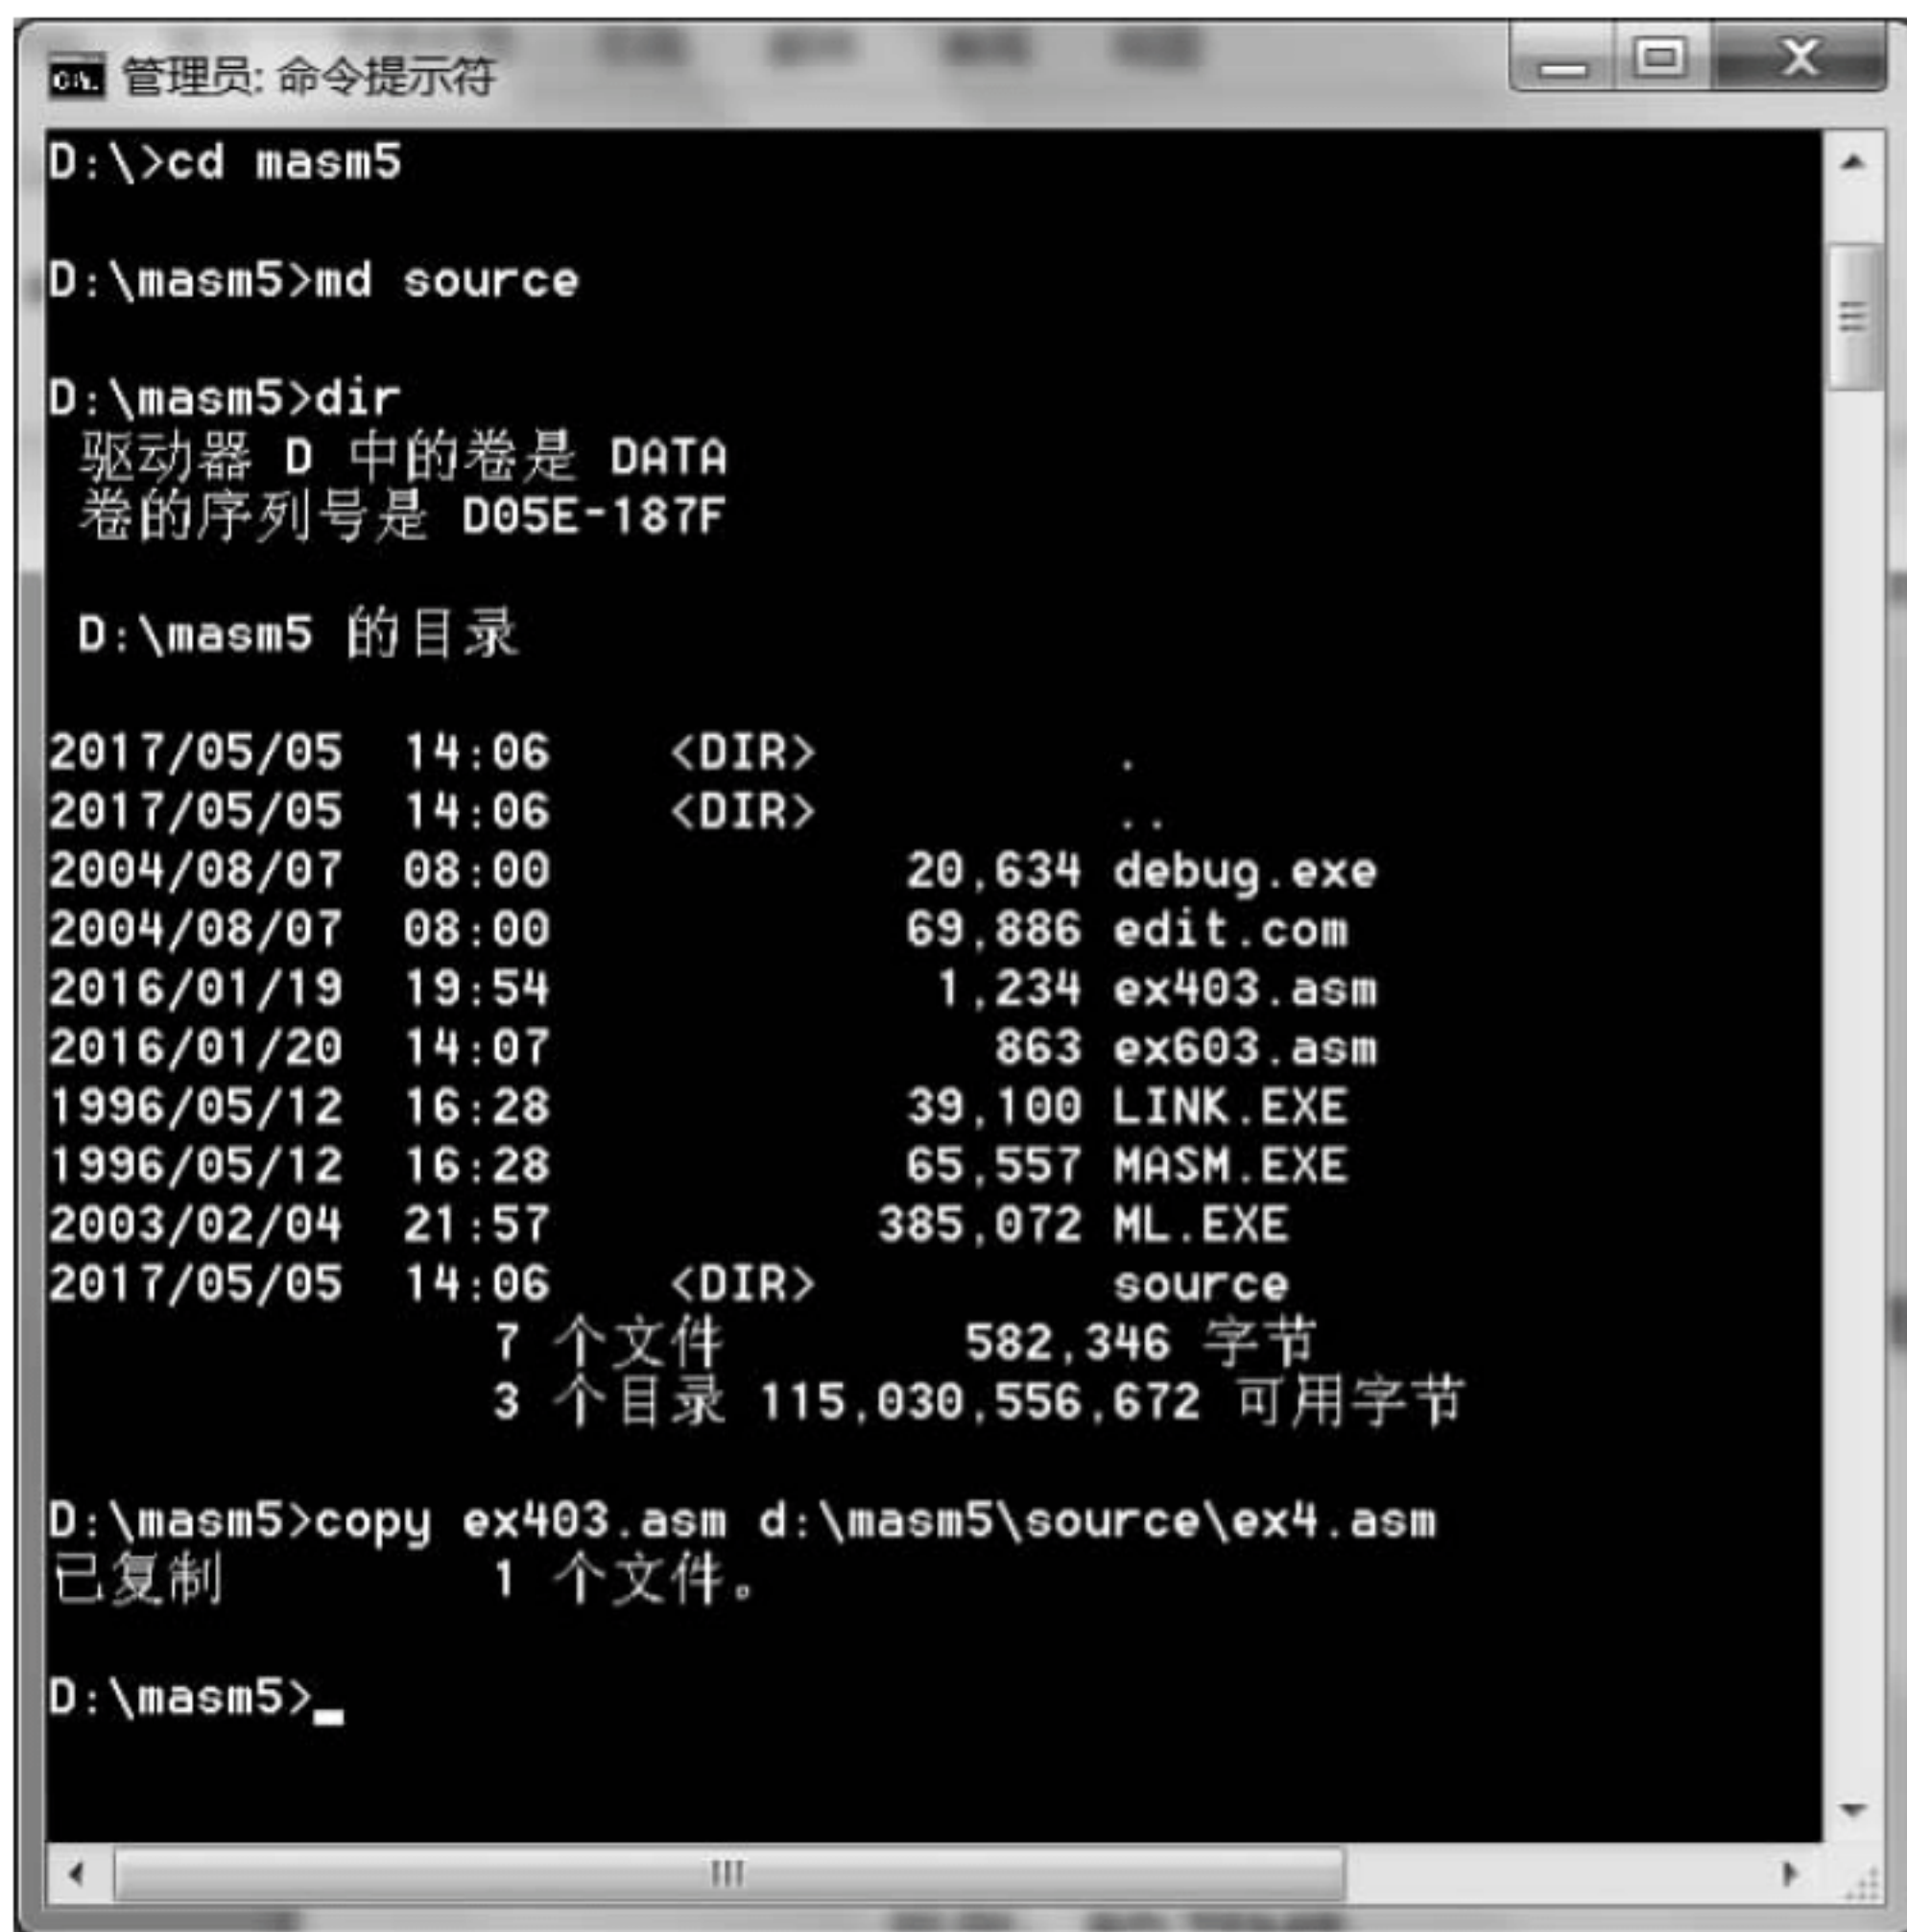 管理员: 命令提示符
D:\>cd masm5
D:\masm5>md source
D:\masm5>dir
驱动器 D 中的卷是 DATA
卷的序列号是 D05E-187F
D:\masm5 的目录
2017/05/05  14:06    <DIR>          .
2017/05/05  14:06    <DIR>          ..
2004/08/07  08:00            20,634 debug.exe
2004/08/07  08:00            69,886 edit.com
2016/01/19  19:54             1,234 ex403.asm
2016/01/20  14:07               863 ex603.asm
1996/05/12  16:28            39,100 LINK.EXE
1996/05/12  16:28            65,557 MASM.EXE
2003/02/04  21:57           385,072 ML.EXE
2017/05/05  14:06    <DIR>          source
7 个文件        582,346 字节
3 个目录 115,030,556,672 可用字节
D:\masm5>copy ex403.asm d:\masm5\source\ex4.asm
已复制         1 个文件。
D:\masm5>